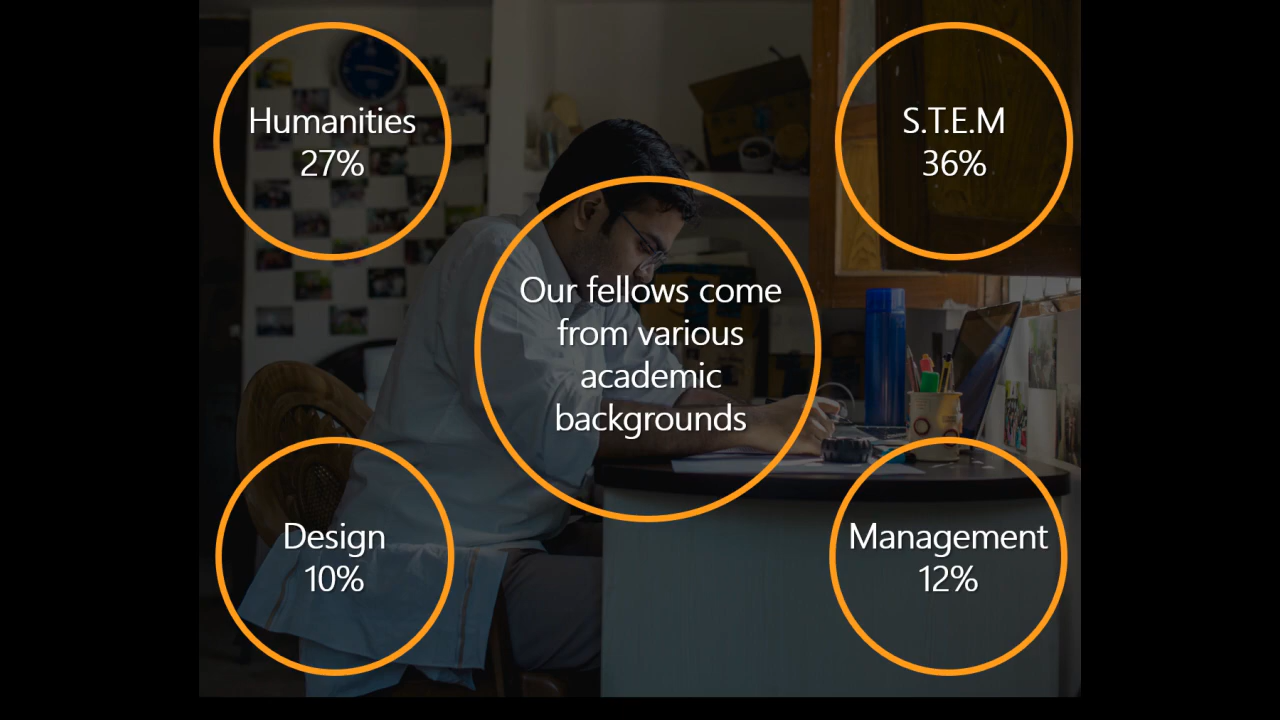 Humanities
27%
S.T.E.M
36%
Our fellows come
from various
academic
backgrounds
Design
10%
Management
12%